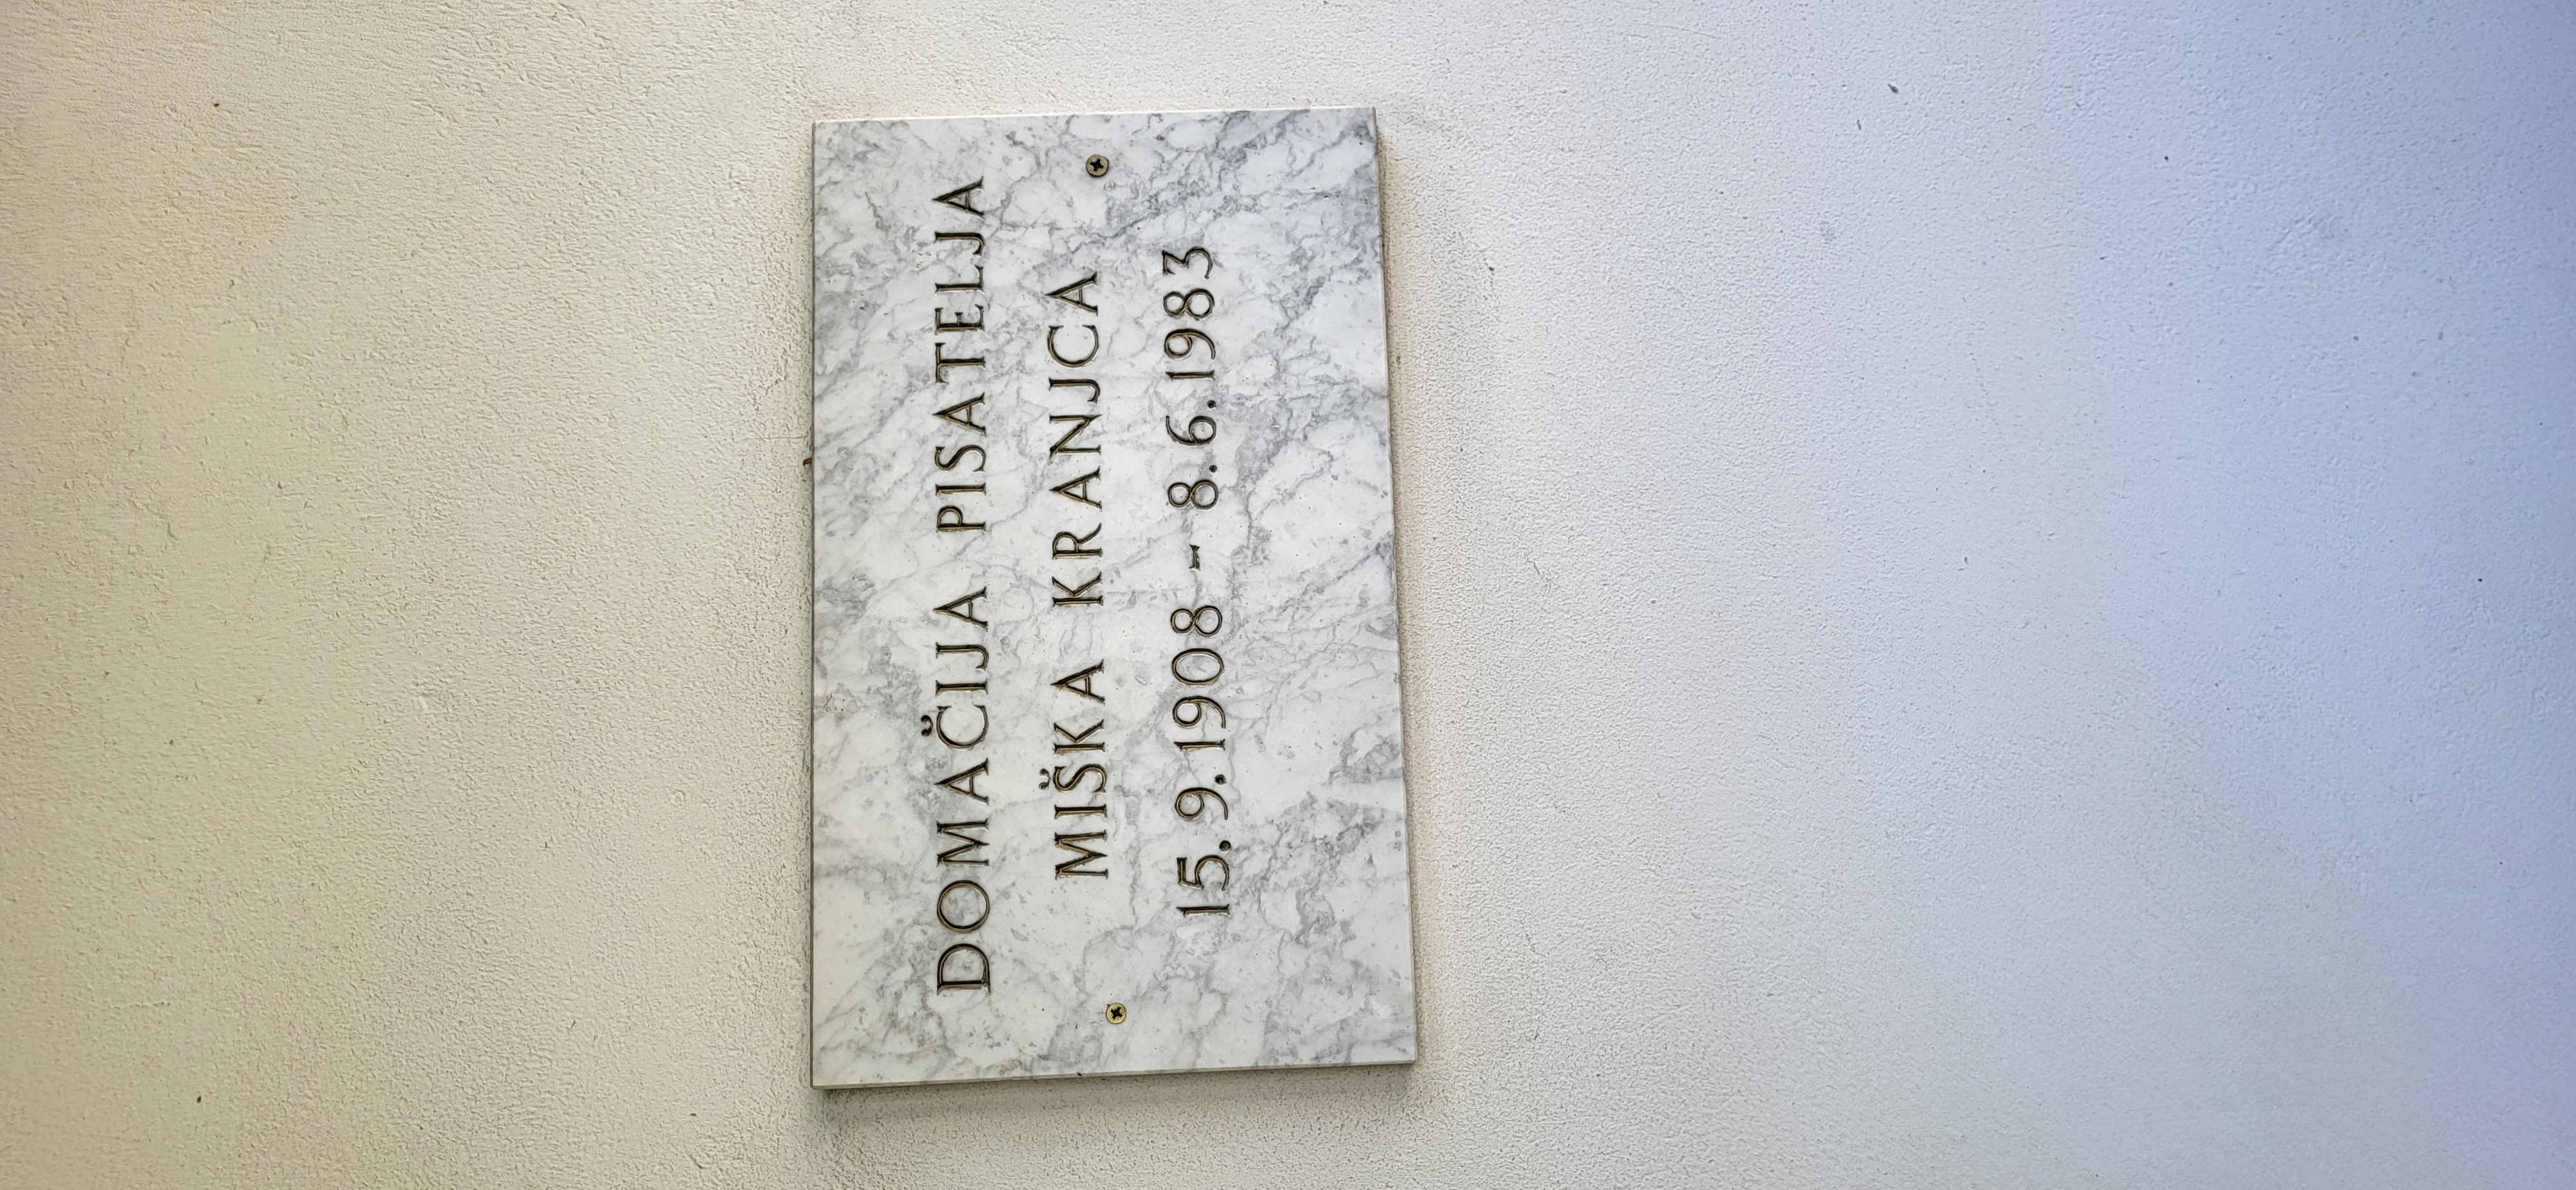 DOMAČIJA PISATELJA
MIŠKA KRANJCA
15.9.1908 - 8.6.1983